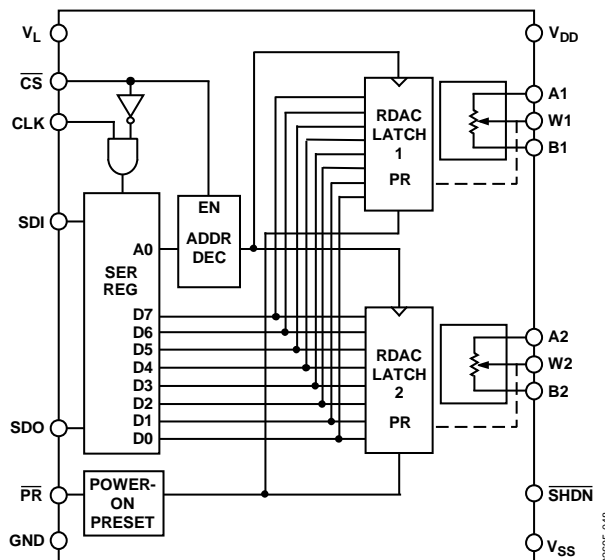 V_L
V_DD
CS
CLK
SDI
SDO
PR
GND
A1
W1
B1
A2
W2
B2
SHDN
V_SS
RDAC
LATCH
1
PR
EN
ADDR
DEC
A0
SER
REG
D7
D6
D5
D4
D3
D2
D1
D0
RDAC
LATCH
2
PR
POWER-
ON
PRESET